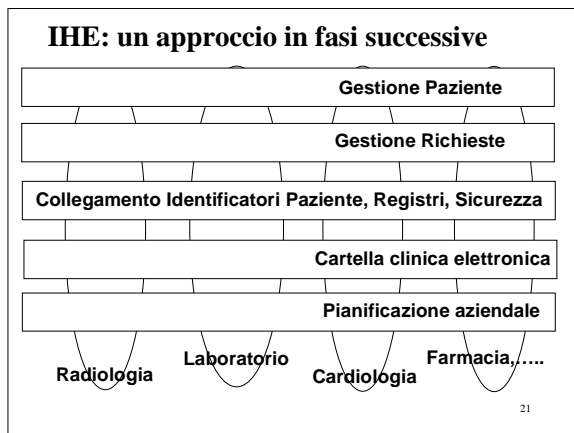 IHE: un approccio in fasi successive
Gestione Paziente
Gestione Richieste
Collegamento Identificatori Paziente, Registri, Sicurezza
Cartella clinica elettronica
Pianificazione aziendale
Radiologia Laboratorio Cardiologia Farmacia,.....
21